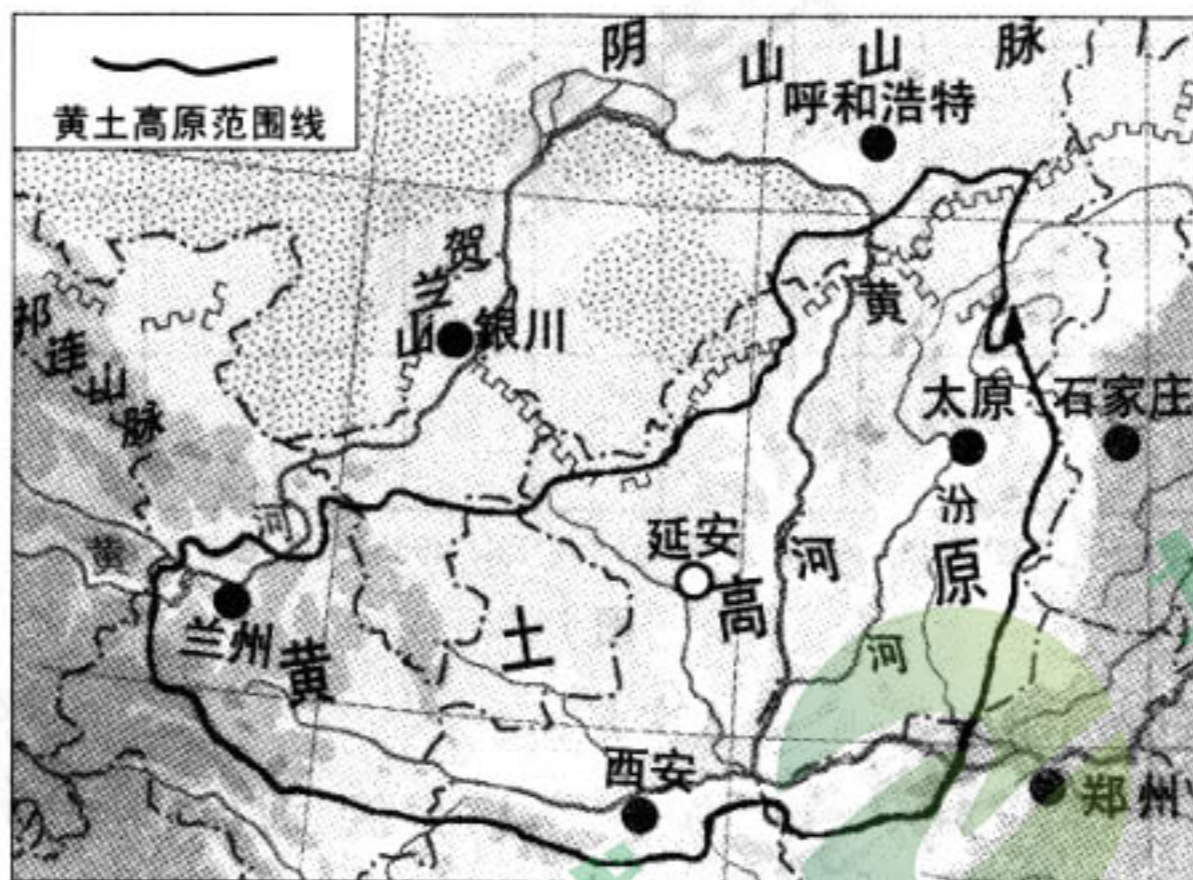 黄土高原范围线
阴山山脉
呼和浩特
贺兰山
銀川
祁连山脉
黄
太原
石家庄
河
汾
延安
黄
河
兰州
黄土高原
河
西安
郑州